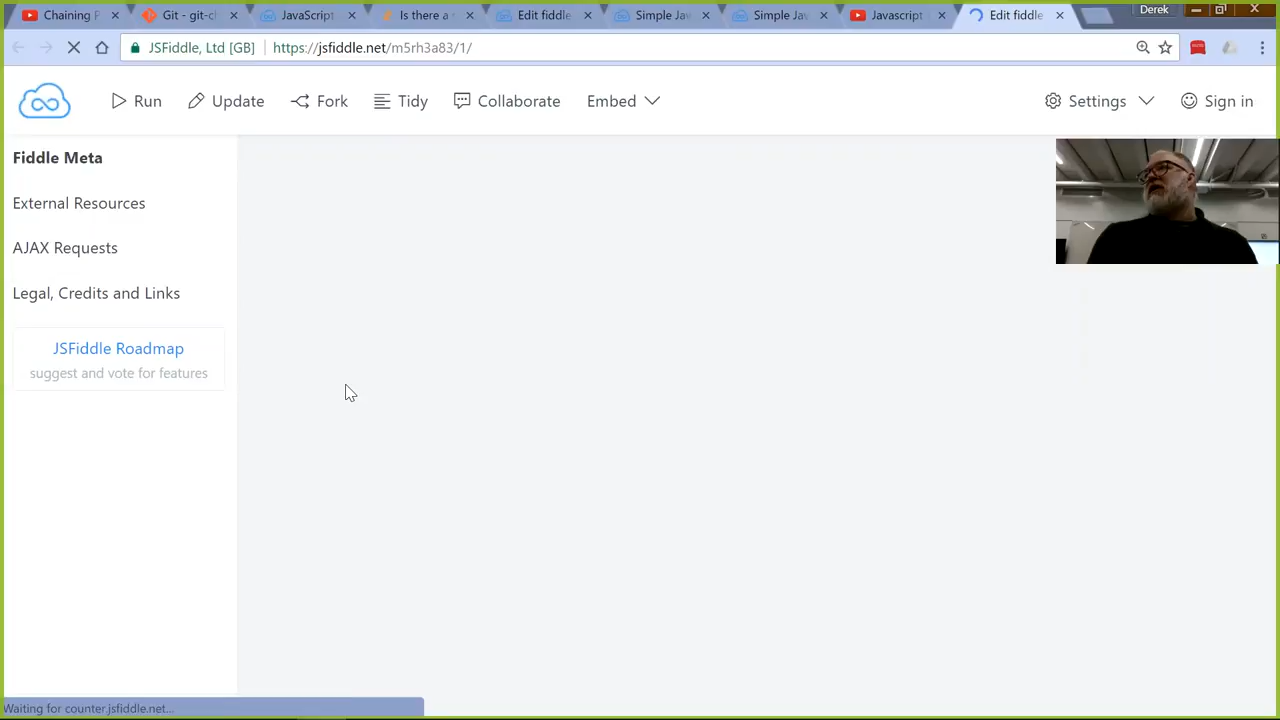 Chaining P
Git - git-cl
JavaScript
Is there a
Edit fiddle
Simple Jav
Simple Jav
Javascript
Edit fiddle
Derek
JSFiddle, Ltd [GB]
https://jsfiddle.net/m5rh3a83/1/
Run
Update
Fork
Tidy
Collaborate
Embed
Settings
Sign in
Fiddle Meta
External Resources
AJAX Requests
Legal, Credits and Links
JSFiddle Roadmap
suggest and vote for features
Waiting for counter.jsfiddle.net...